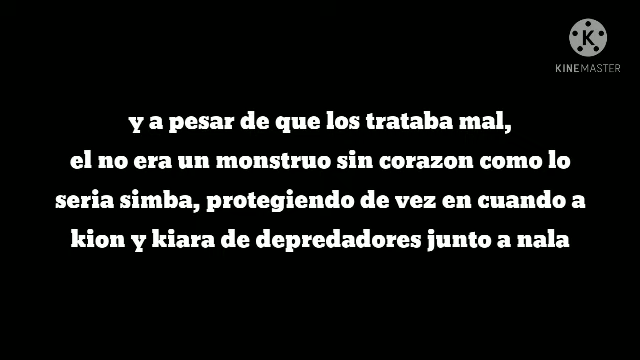 K
KINEMASTER
y a pesar de que los trataba mal,
el no era un monstruo sin corazon como lo
seria simba, protegiendo de vez en cuando a
kion y kiara de depredadores junto a nala